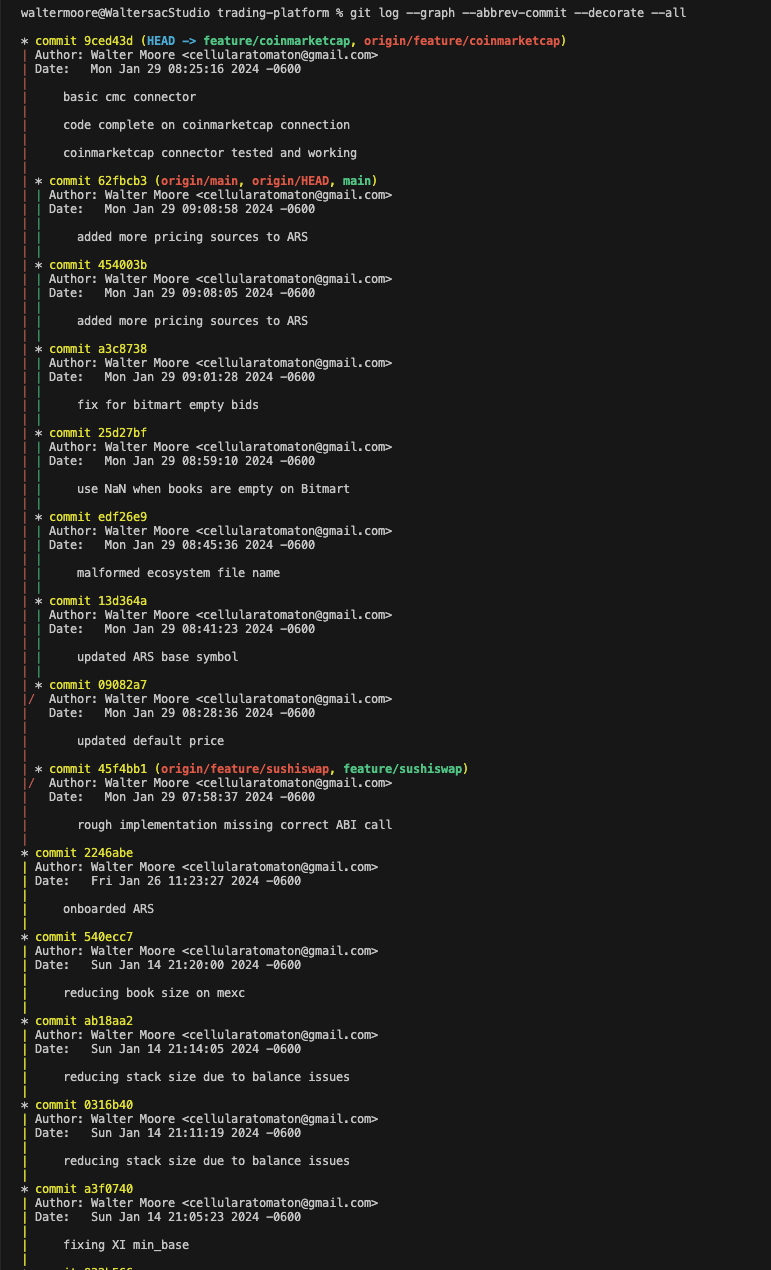 waltermoore@WaltersacStudio trading-platform % git log --graph --abbrev-commit --decorate --all
* commit 9ced43d (HEAD -> feature/coinmarketcap, origin/feature/coinmarketcap)
| Author: Walter Moore <cellularatomaton@gmail.com>
| Date:   Mon Jan 29 08:25:16 2024 -0600
|
|     basic cmc connector
|
|     code complete on coinmarketcap connection
|
|     coinmarketcap connector tested and working
|
| * commit 62fbcb3 (origin/main, origin/HEAD, main)
| | Author: Walter Moore <cellularatomaton@gmail.com>
| | Date:   Mon Jan 29 09:08:58 2024 -0600
| |
| |     added more pricing sources to ARS
| |
| * commit 454003b
| | Author: Walter Moore <cellularatomaton@gmail.com>
| | Date:   Mon Jan 29 09:08:05 2024 -0600
| |
| |     added more pricing sources to ARS
| |
| * commit a3c8738
| | Author: Walter Moore <cellularatomaton@gmail.com>
| | Date:   Mon Jan 29 09:01:28 2024 -0600
| |
| |     fix for bitmart empty bids
| |
| * commit 25d27bf
| | Author: Walter Moore <cellularatomaton@gmail.com>
| | Date:   Mon Jan 29 08:59:10 2024 -0600
| |
| |     use NaN when books are empty on Bitmart
| |
| * commit edf26e9
| | Author: Walter Moore <cellularatomaton@gmail.com>
| | Date:   Mon Jan 29 08:45:36 2024 -0600
| |
| |     malformed ecosystem file name
| |
| * commit 13d364a
| | Author: Walter Moore <cellularatomaton@gmail.com>
| | Date:   Mon Jan 29 08:41:23 2024 -0600
| |
| |     updated ARS base symbol
| |
| * commit 09082a7
|/  Author: Walter Moore <cellularatomaton@gmail.com>
|   Date:   Mon Jan 29 08:28:36 2024 -0600
|
|       updated default price
|
| * commit 45f4bb1 (origin/feature/sushiswap, feature/sushiswap)
|/  Author: Walter Moore <cellularatomaton@gmail.com>
|   Date:   Mon Jan 29 07:58:37 2024 -0600
|
|       rough implementation missing correct ABI call
|
* commit 2246abe
| Author: Walter Moore <cellularatomaton@gmail.com>
| Date:   Fri Jan 26 11:23:27 2024 -0600
|
|     onboarded ARS
|
* commit 540ecc7
| Author: Walter Moore <cellularatomaton@gmail.com>
| Date:   Sun Jan 14 21:20:00 2024 -0600
|
|     reducing book size on mexc
|
* commit ab18aa2
| Author: Walter Moore <cellularatomaton@gmail.com>
| Date:   Sun Jan 14 21:14:05 2024 -0600
|
|     reducing stack size due to balance issues
|
* commit 0316b40
| Author: Walter Moore <cellularatomaton@gmail.com>
| Date:   Sun Jan 14 21:11:19 2024 -0600
|
|     reducing stack size due to balance issues
|
* commit a3f0740
| Author: Walter Moore <cellularatomaton@gmail.com>
| Date:   Sun Jan 14 21:05:23 2024 -0600
|
|     fixing XI min_base
|